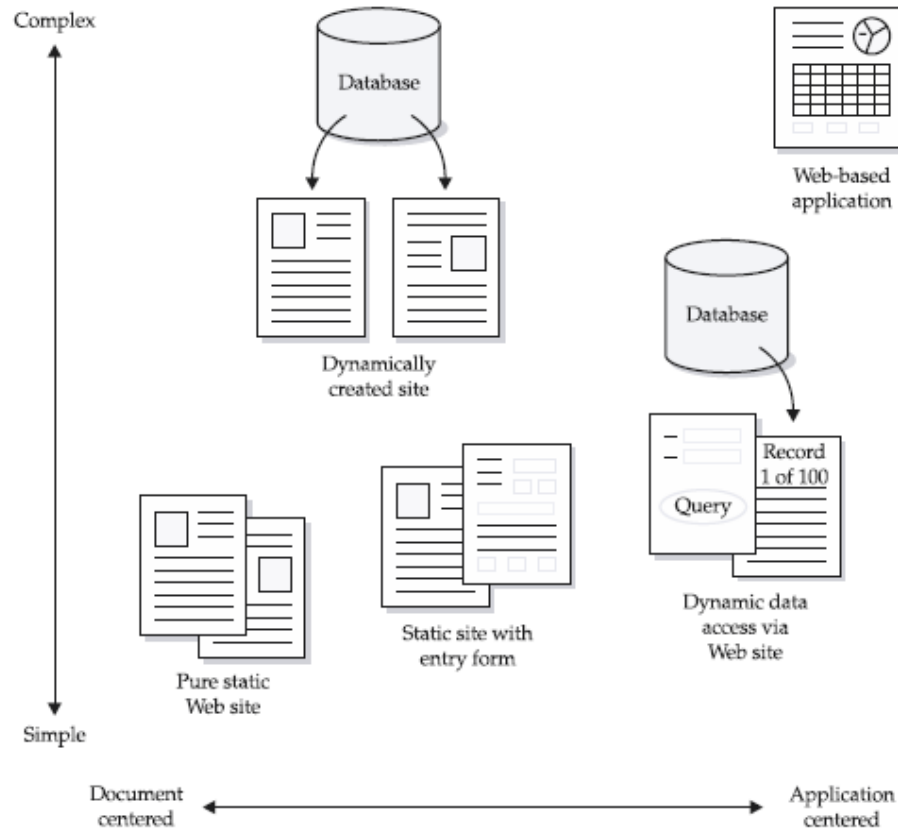 Complex
Database
Web-based
application
Database
Dynamically
created site
Record
1 of 100
Query
Static site with
entry form
Dynamic data
access via
Web site
Pure static
Web site
Simple
Document
centered
Application
centered